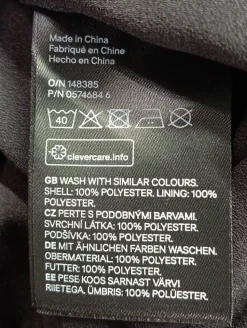 Made in China
Fabriqué en Chine
Hecho en China
O/N 148385
P/N 0574684 6
40
clevercare.info
GB WASH WITH SIMILAR COLOURS.
SHELL: 100% POLYESTER. LINING: 100%
POLYESTER.
CZ PERTE S PODOBNÝMI BARVAMI.
SVRCHNÍ LÁTKA: 100% POLYESTER.
PODŠÍVKA: 100% POLYESTER.
DE MIT ÄHNLICHEN FARBEN WASCHEN.
OBERMATERIAL: 100% POLYESTER.
FUTTER: 100% POLYESTER.
EE PESE KOOS SARNAST VÄRVI
RIIETEGA. ÜMBRIS: 100% POLÜESTER.